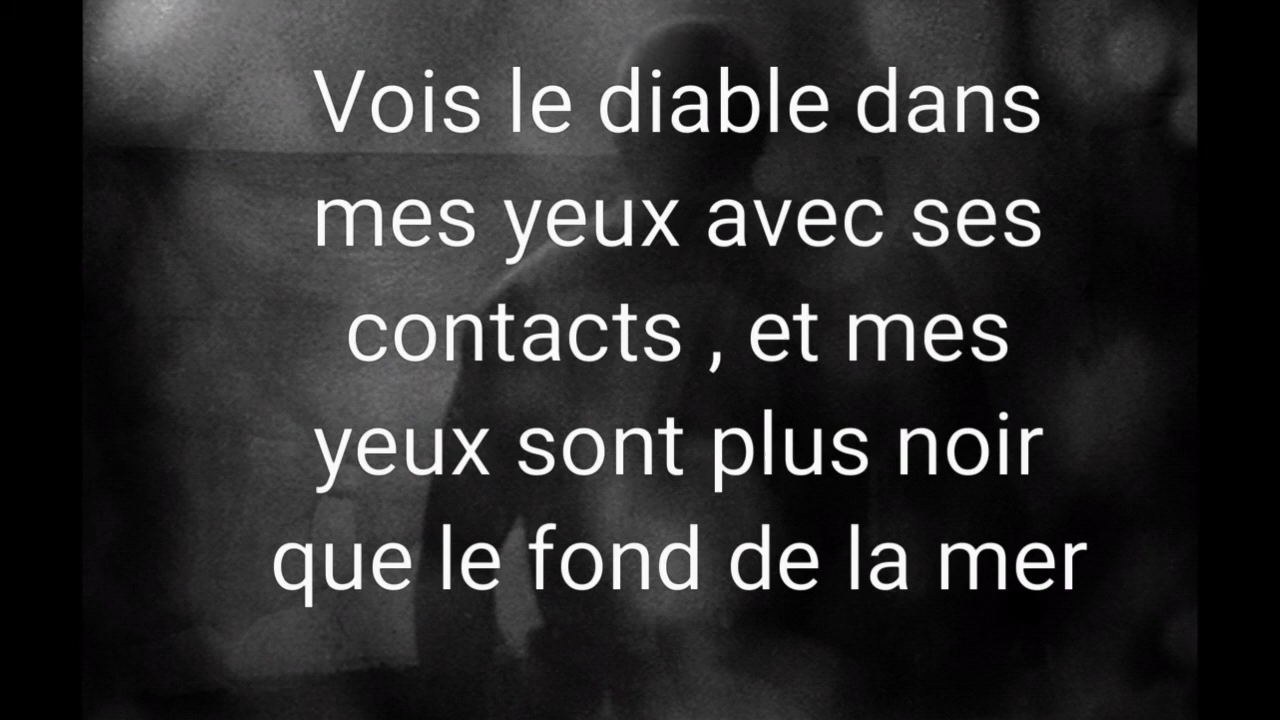 Vois le diable dans
mes yeux avec ses
contacts , et mes
yeux sont plus noir
que le fond de la mer